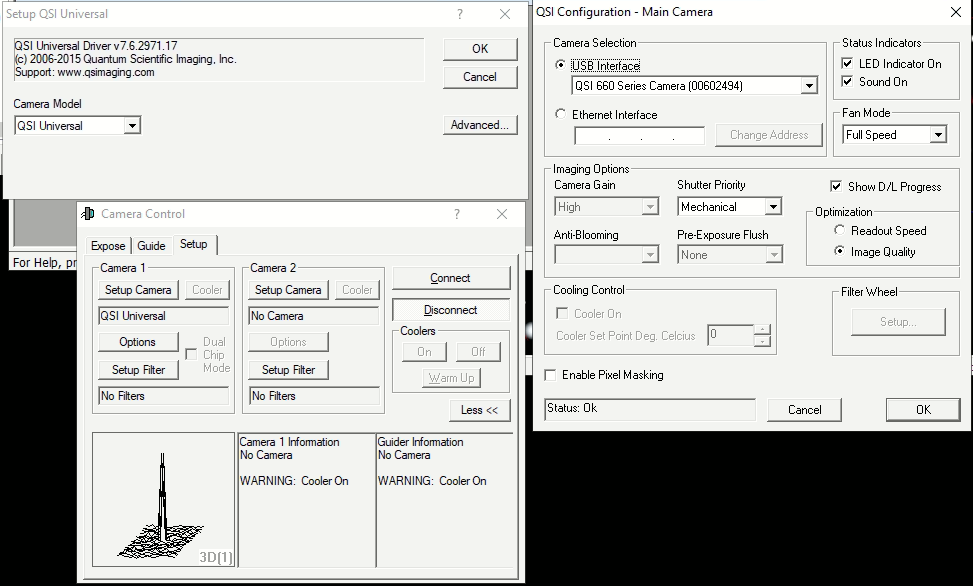 Setup QSI Universal
QSI Universal Driver v7.6.2971.17
(c) 2006-2015 Quantum Scientific Imaging, Inc.
Support: www.qsimaging.com
OK
Cancel
Camera Model
QSI Universal
Advanced...
For Help, pr
Camera Control
Expose Guide Setup
Camera 1
Setup Camera Cooler
QSI Universal
Options
Dual
Chip
Mode
Setup Filter
No Filters
Camera 2
Setup Camera Cooler
No Camera
Options
Setup Filter
No Filters
Connect
Disconnect
Coolers
On Off
Warm Up
Less <<
3D(1)
Camera 1 Information
No Camera
WARNING: Cooler On
Guider Information
No Camera
WARNING: Cooler On
QSI Configuration - Main Camera
Camera Selection
USB Interface
QSI 660 Series Camera (00602494)
Ethernet Interface
. . .
Change Address
Status Indicators
LED Indicator On
Sound On
Fan Mode
Full Speed
Imaging Options
Camera Gain
High
Shutter Priority
Mechanical
Anti-Blooming
Pre-Exposure Flush
None
Show D/L Progress
Optimization
Readout Speed
Image Quality
Cooling Control
Cooler On
Cooler Set Point Deg. Celcius 0
Filter Wheel
Setup...
Enable Pixel Masking
Status: Ok
Cancel
OK